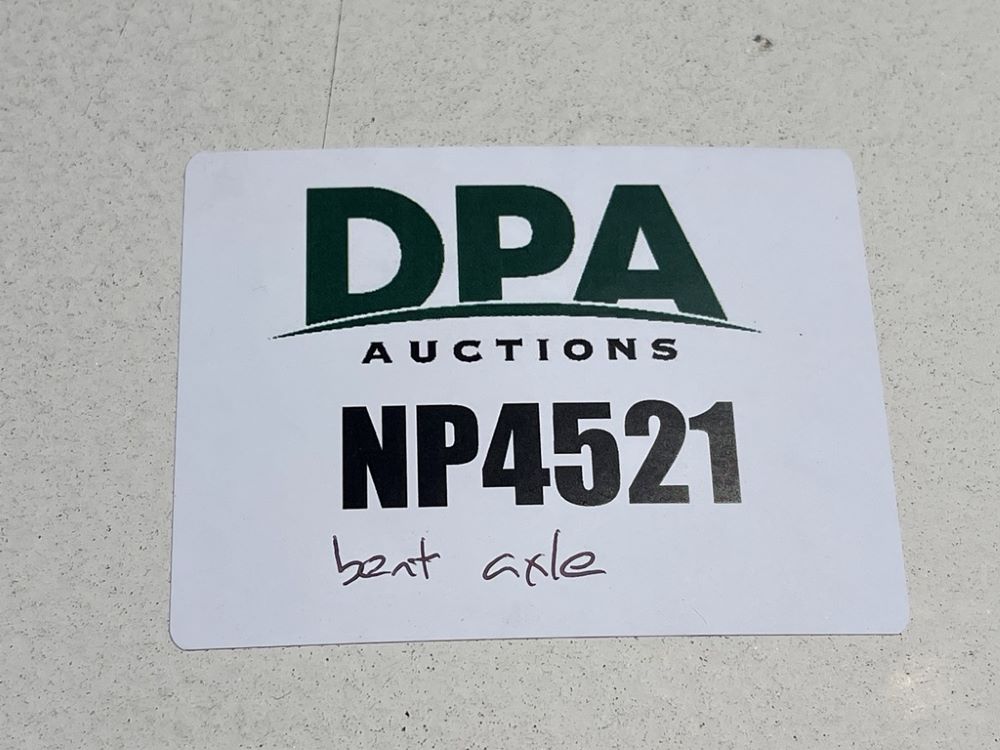 DPA
AUCTIONS
NP4521
bent axle